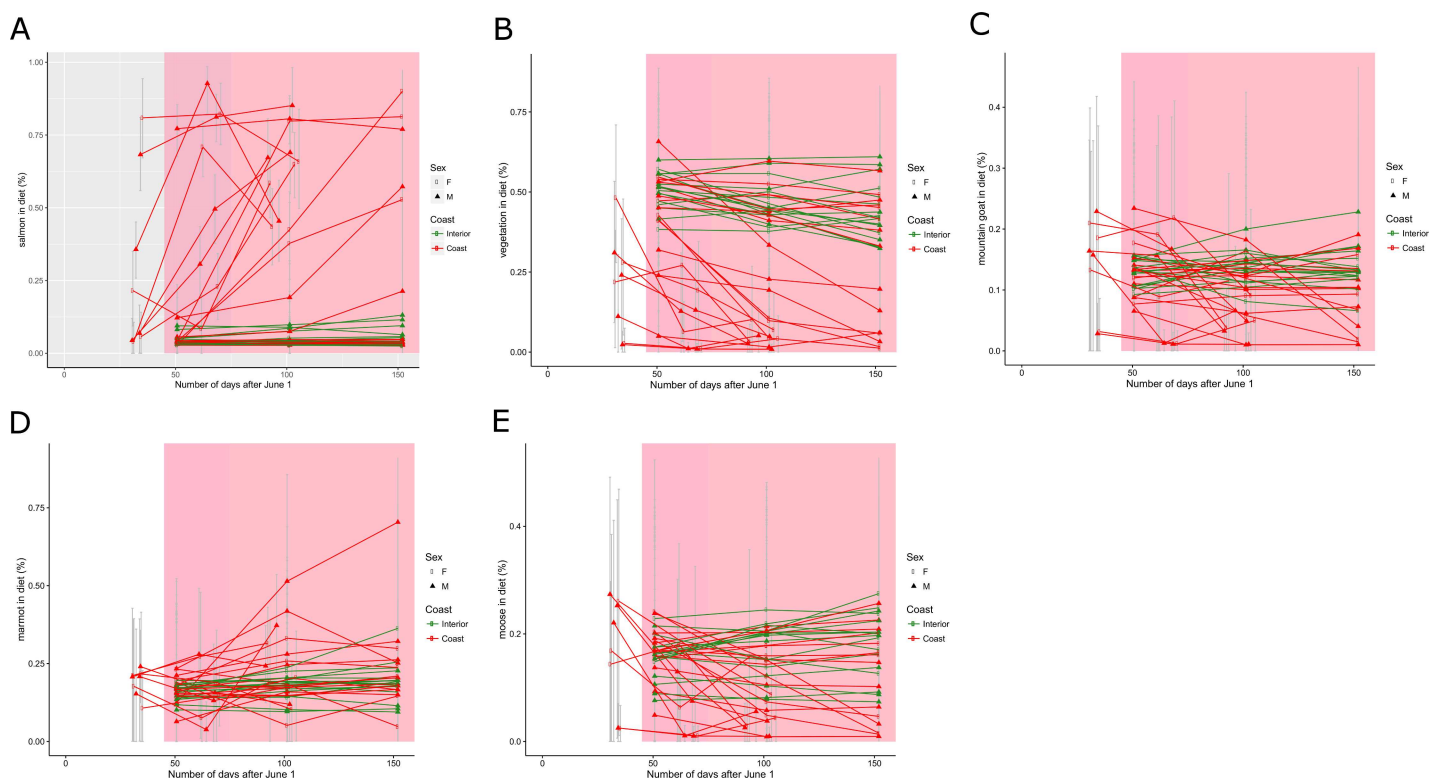 A
1.00
0.75
0.50
0.25
0.00
salmon in diet (%)
0 50 100 150
Number of days after June 1
Sex
F
M
Coast
Interior
Coast
B
0.75
0.50
0.25
0.00
vegetation in diet (%)
0 50 100 150
Number of days after June 1
Sex
F
M
Coast
Interior
Coast
C
0.4
0.3
0.2
0.1
0.0
mountain goat in diet (%)
0 50 100 150
Number of days after June 1
Sex
F
M
Coast
Interior
Coast
D
0.75
0.50
0.25
0.00
marmot in diet (%)
0 50 100 150
Number of days after June 1
Sex
F
M
Coast
Interior
Coast
E
0.4
0.2
0.0
moose in diet (%)
0 50 100 150
Number of days after June 1
Sex
F
M
Coast
Interior
Coast